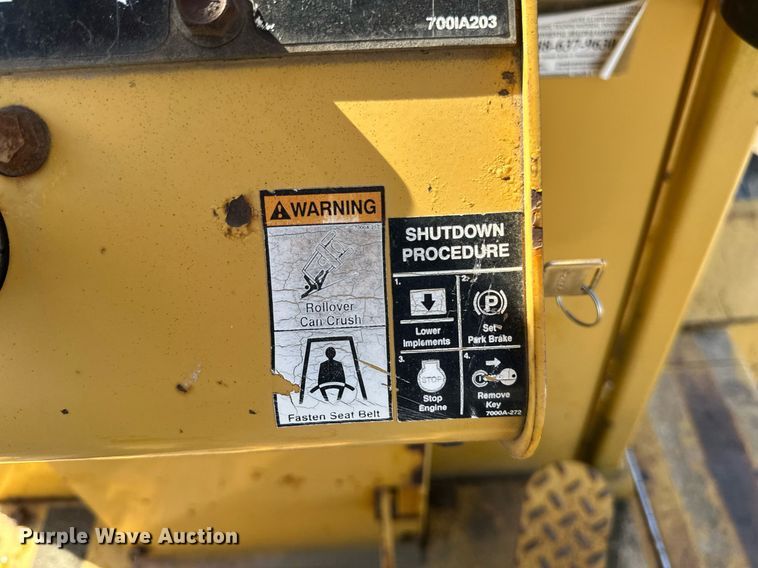 700IA203
WARNING
Rollover
Can Crush
Fasten Seat Belt
SHUTDOWN
PROCEDURE
1.
2.
P
Lower
Implements
Set
Park Brake
3.
4.
STOP
Stop
Engine
Remove
Key
7000A-272
Purple Wave Auction